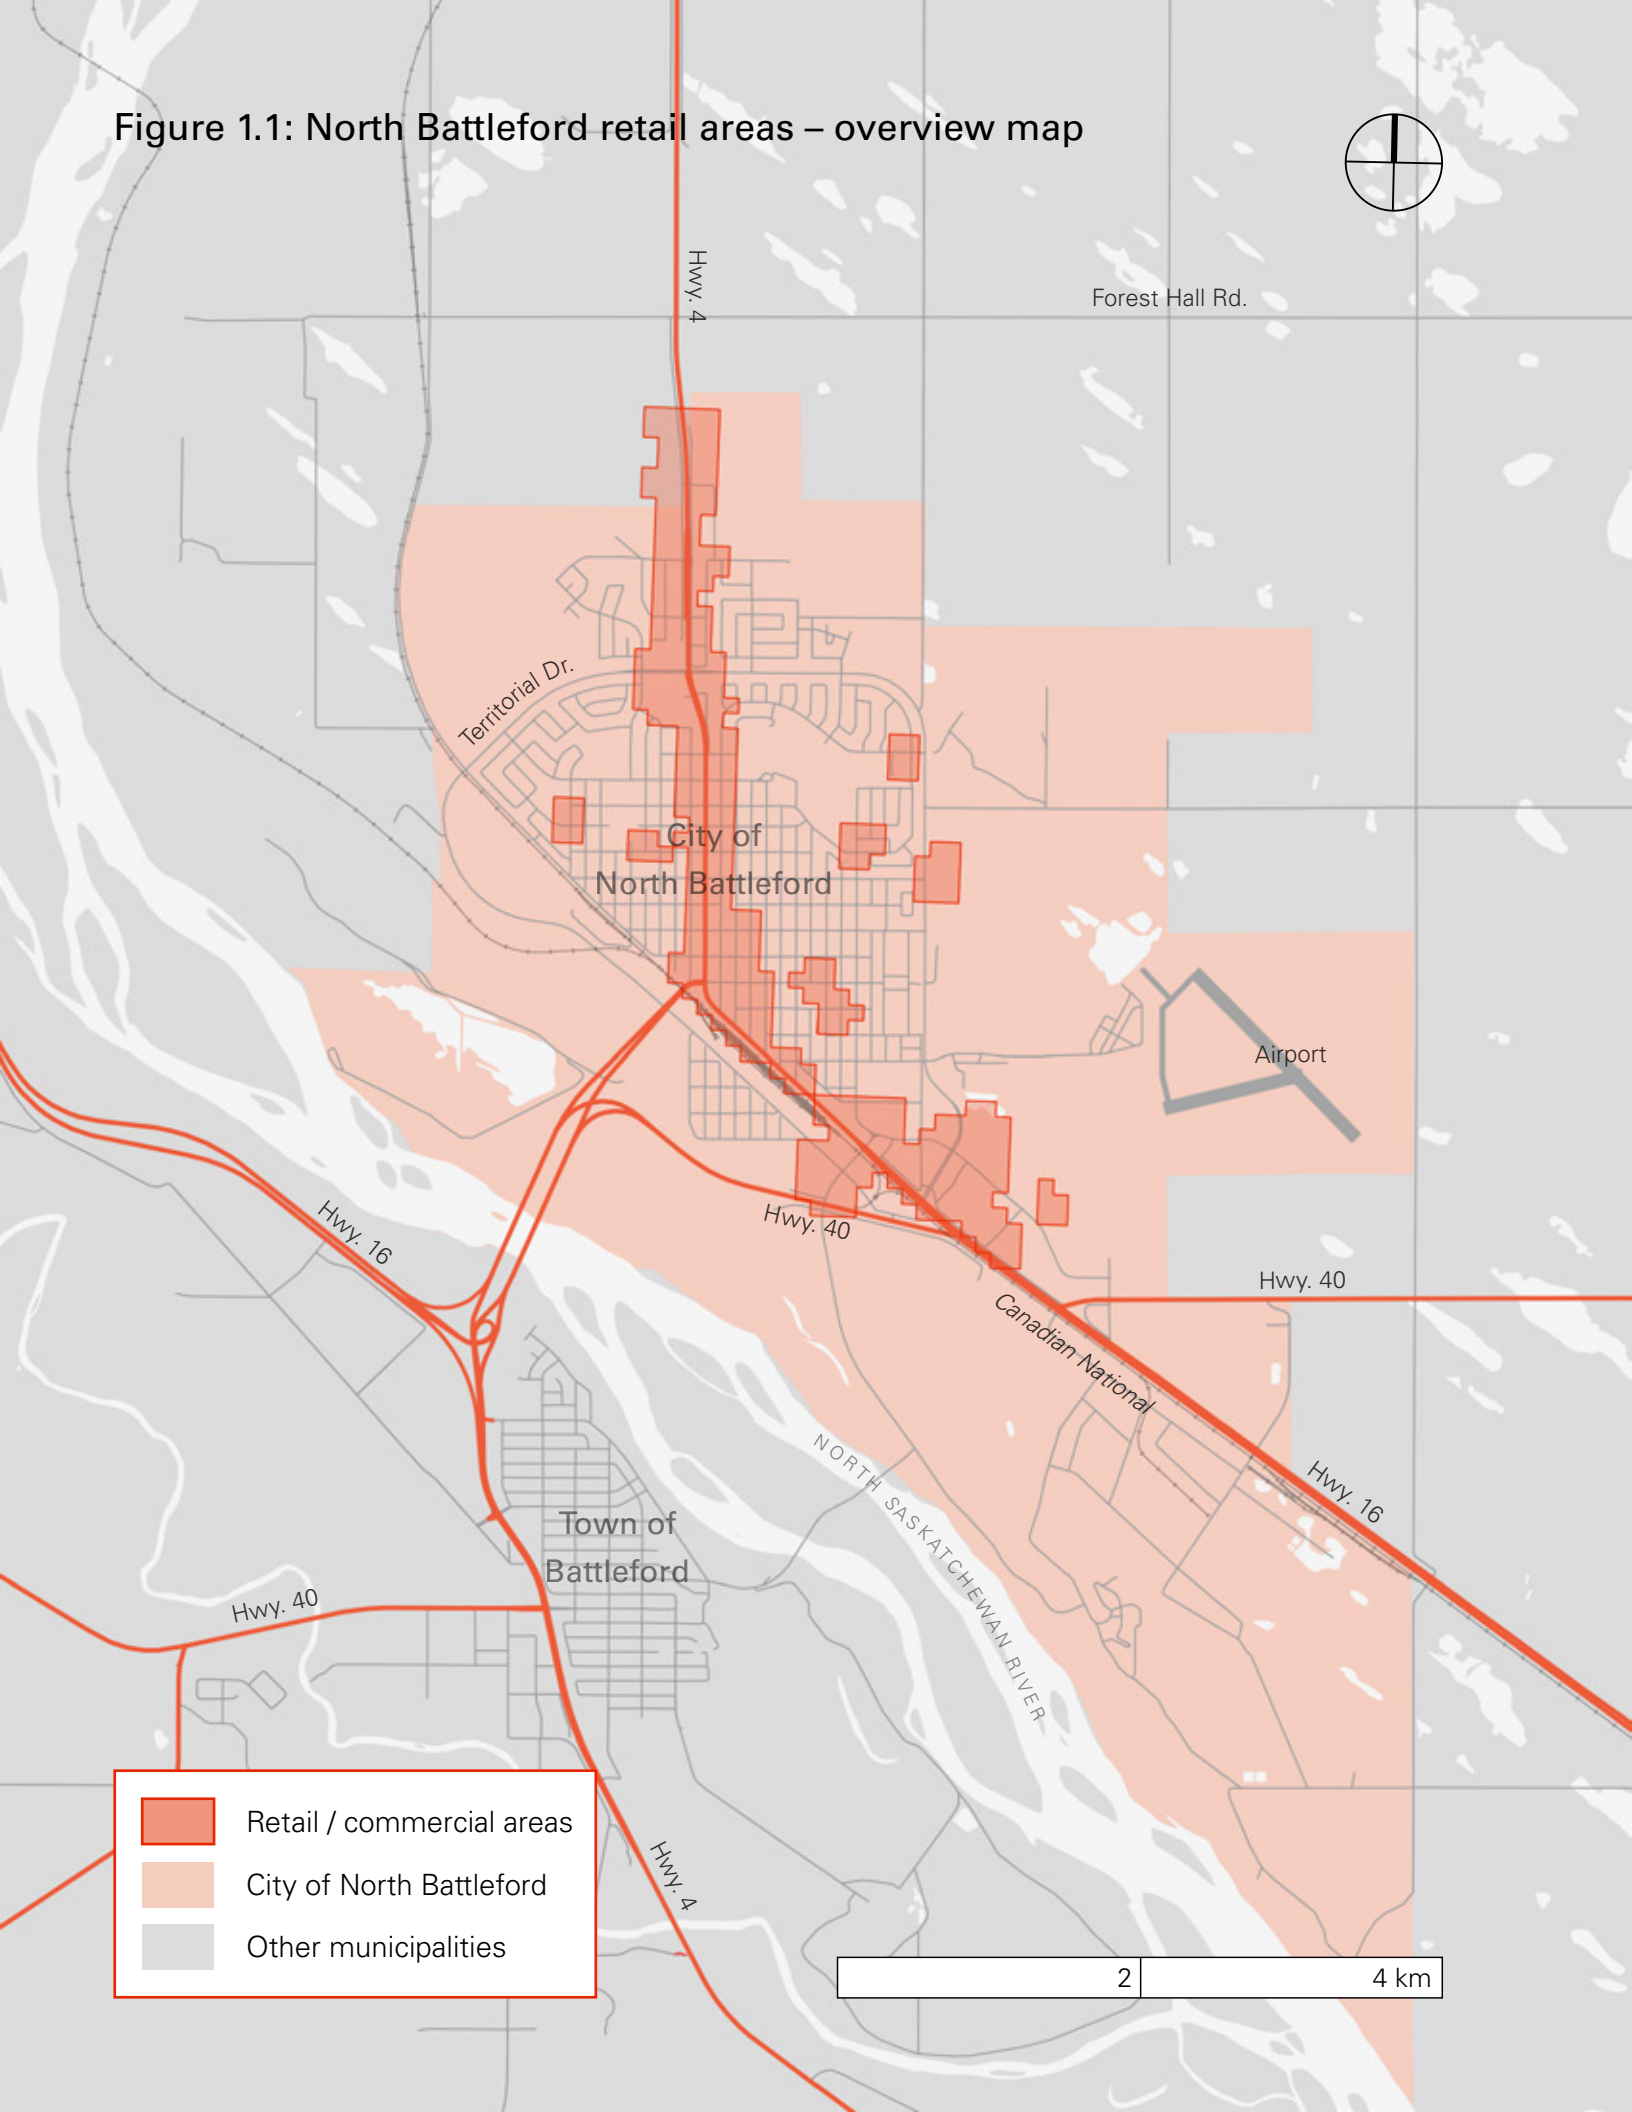 Figure 1.1: North Battleford retail areas – overview map
Hwy. 4
Forest Hall Rd.
Territorial Dr.
City of
North Battleford
Airport
Hwy. 16
Hwy. 40
Hwy. 40
Canadian National
NORTH SASKATCHEWAN RIVER
Hwy. 16
Town of
Battleford
Hwy. 40
Retail / commercial areas
City of North Battleford
Other municipalities
Hwy. 4
2
4 km